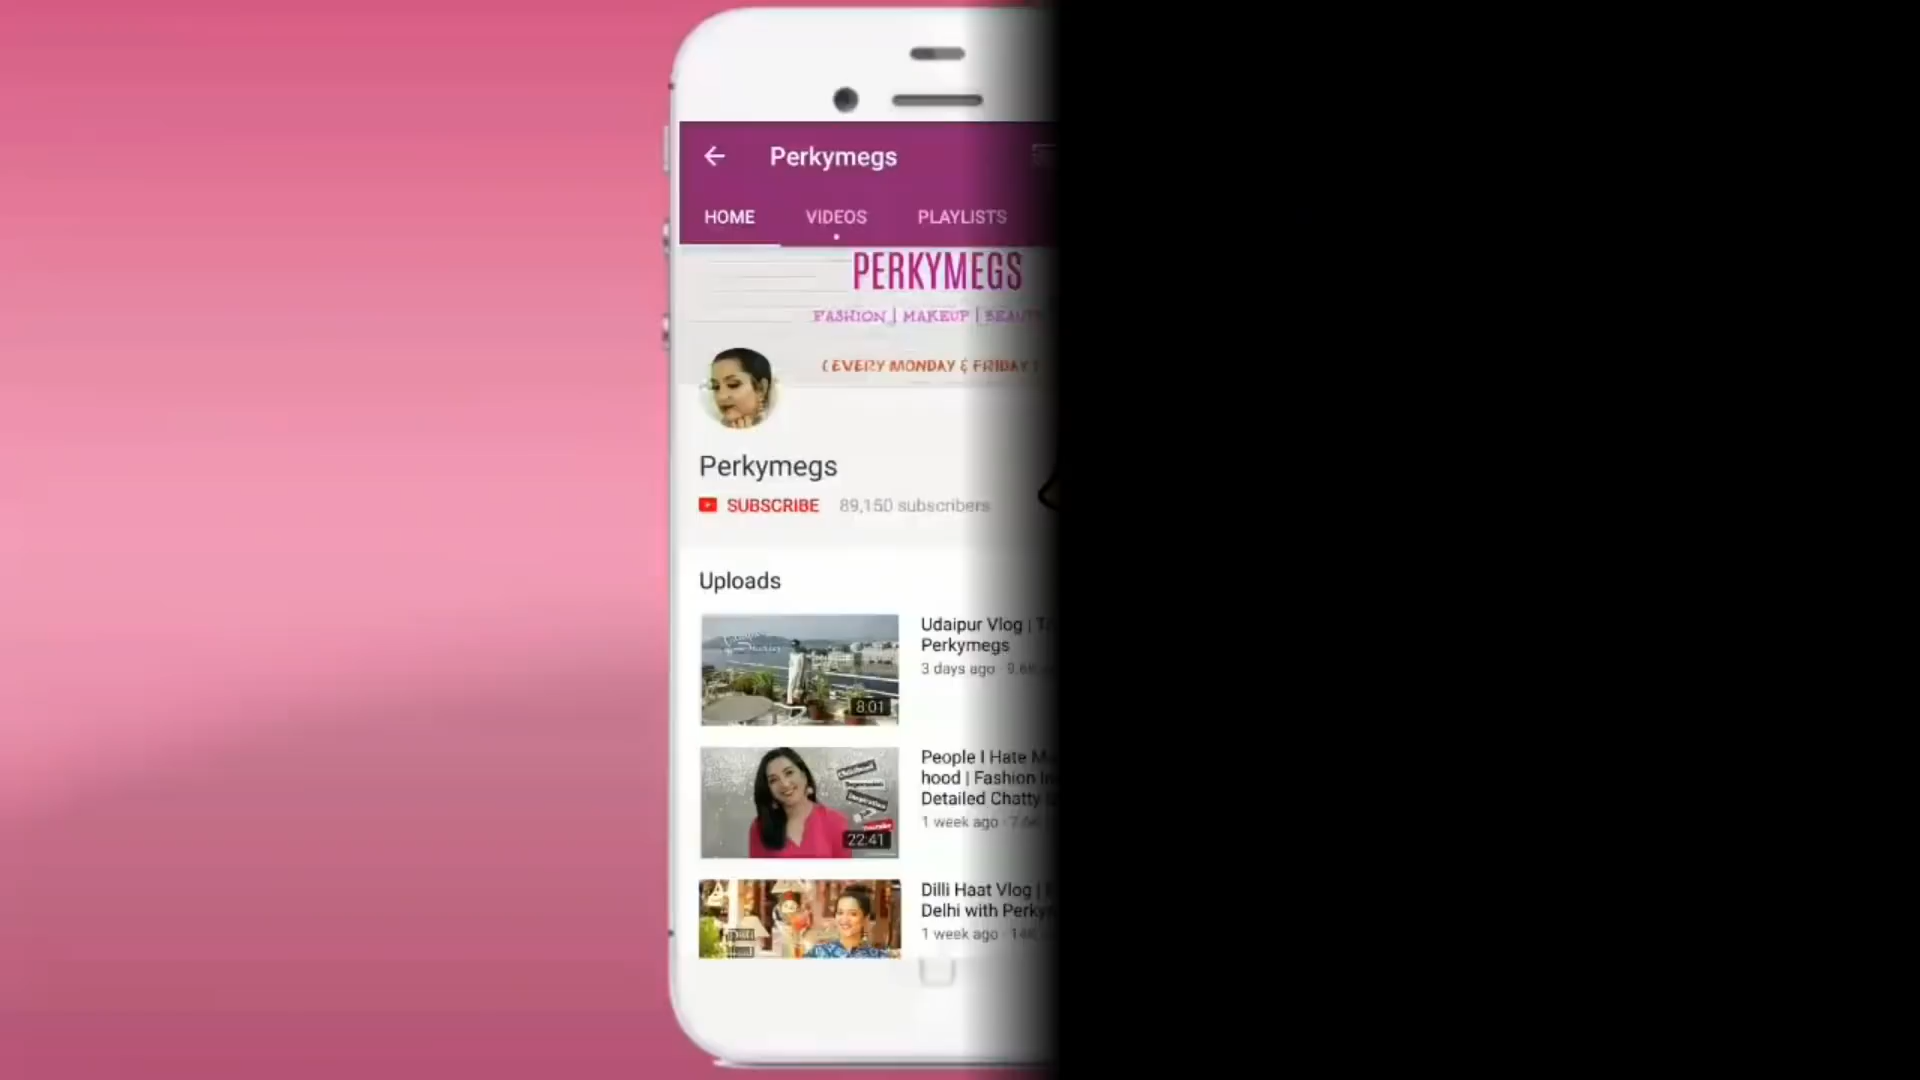 Perkymegs
HOME VIDEOS PLAYLISTS
PERKYMEGS
FASHION | MAKEUP |
( EVERY MONDAY & FRIDAY )
Perkymegs
SUBSCRIBE 89,150 subscribers
Uploads
Udaipur Vlog |
Perkymegs
3 days ago
8:01
People I Hate
hood | Fashion
Detailed Chatty
1 week ago
22:41
Dilli Haat Vlog |
Delhi with
1 week ago